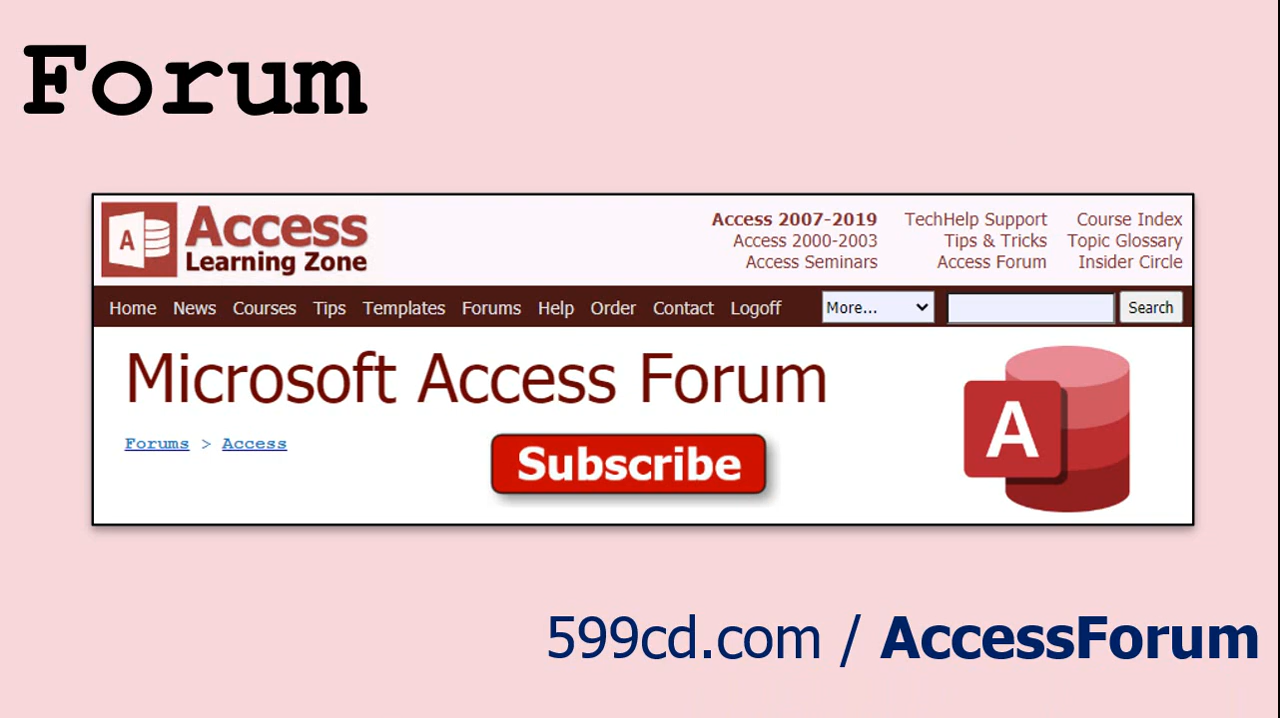 Forum
A Access
Learning Zone
Access 2007-2019 TechHelp Support Course Index
Access 2000-2003 Tips & Tricks Topic Glossary
Access Seminars Access Forum Insider Circle
Home News Courses Tips Templates Forums Help Order Contact Logoff More... Search
Microsoft Access Forum
A
Forums > Access
Subscribe
599cd.com / AccessForum